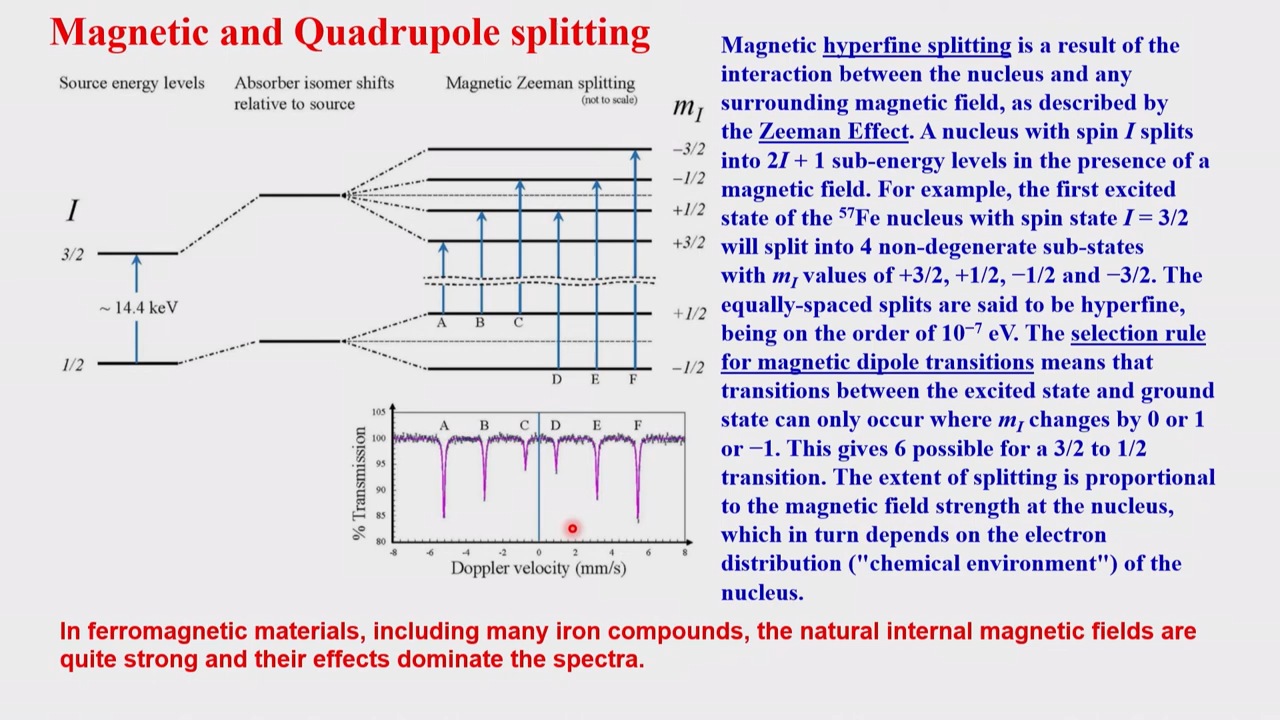 Magnetic and Quadrupole splitting
Source energy levels
Absorber isomer shifts
relative to source
Magnetic Zeeman splitting
(not to scale)
m_I
−3/2
−1/2
+1/2
+3/2
I
3/2
~ 14.4 keV
1/2
A B C
+1/2
−1/2
D E F
105
100
95
90
85
80
% Transmission
A B C D E F
-8 -6 -4 -2 0 2 4 6 8
Doppler velocity (mm/s)
Magnetic hyperfine splitting is a result of the
interaction between the nucleus and any
surrounding magnetic field, as described by
the Zeeman Effect. A nucleus with spin I splits
into 2I + 1 sub-energy levels in the presence of a
magnetic field. For example, the first excited
state of the ⁵⁷Fe nucleus with spin state I = 3/2
will split into 4 non-degenerate sub-states
with m_I values of +3/2, +1/2, −1/2 and −3/2. The
equally-spaced splits are said to be hyperfine,
being on the order of 10⁻⁷ eV. The selection rule
for magnetic dipole transitions means that
transitions between the excited state and ground
state can only occur where m_I changes by 0 or 1
or −1. This gives 6 possible for a 3/2 to 1/2
transition. The extent of splitting is proportional
to the magnetic field strength at the nucleus,
which in turn depends on the electron
distribution ("chemical environment") of the
nucleus.
In ferromagnetic materials, including many iron compounds, the natural internal magnetic fields are
quite strong and their effects dominate the spectra.